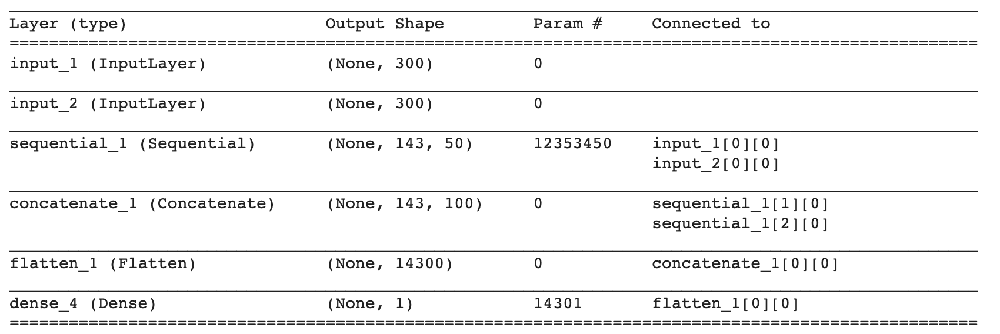 Layer (type)                    Output Shape         Param #     Connected to
==================================================================================================
input_1 (InputLayer)            (None, 300)          0
__________________________________________________________________________________________________
input_2 (InputLayer)            (None, 300)          0
__________________________________________________________________________________________________
sequential_1 (Sequential)       (None, 143, 50)      12353450    input_1[0][0]
                                                                 input_2[0][0]
__________________________________________________________________________________________________
concatenate_1 (Concatenate)     (None, 143, 100)     0           sequential_1[1][0]
                                                                 sequential_1[2][0]
__________________________________________________________________________________________________
flatten_1 (Flatten)             (None, 14300)        0           concatenate_1[0][0]
__________________________________________________________________________________________________
dense_4 (Dense)                 (None, 1)            14301       flatten_1[0][0]
==================================================================================================